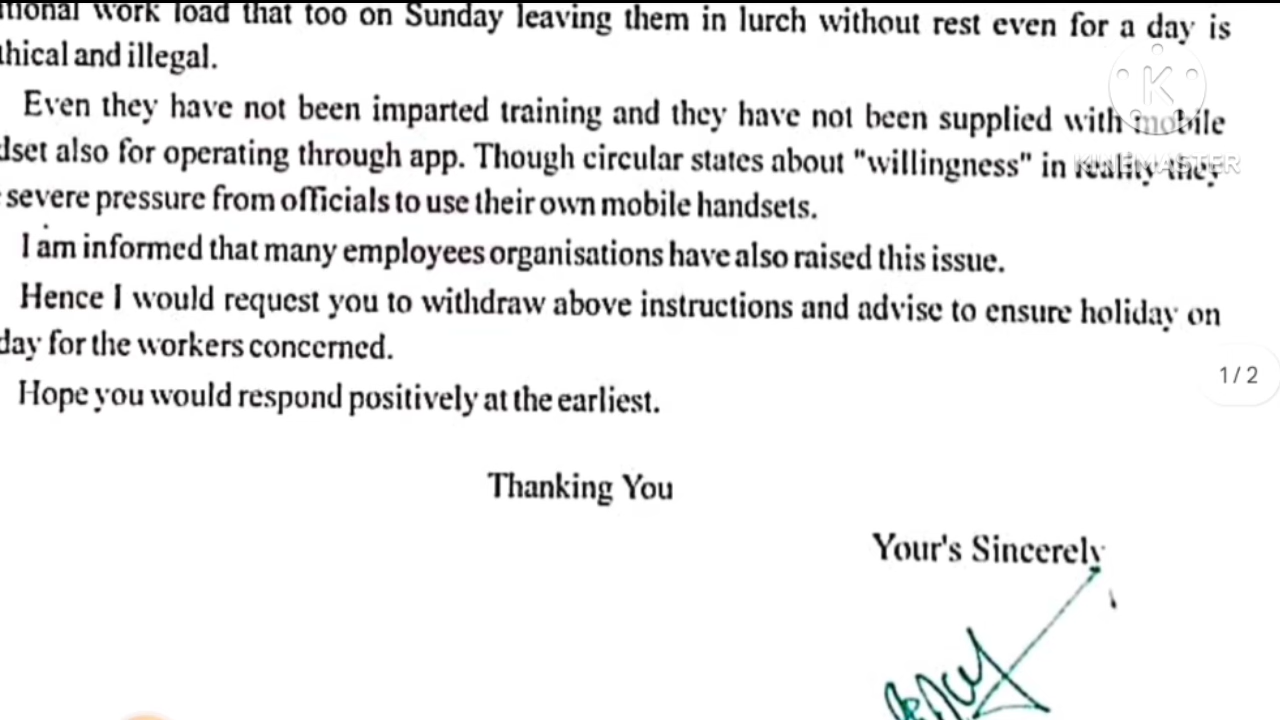 tional work load that too on Sunday leaving them in lurch without rest even for a day is
thical and illegal.
Even they have not been imparted training and they have not been supplied with mobile
dset also for operating through app. Though circular states about "willingness" in reality they
severe pressure from officials to use their own mobile handsets.
I am informed that many employees organisations have also raised this issue.
Hence I would request you to withdraw above instructions and advise to ensure holiday on
day for the workers concerned.
Hope you would respond positively at the earliest.
Thanking You
Your's Sincerely
K
KINEMASTER
1/2